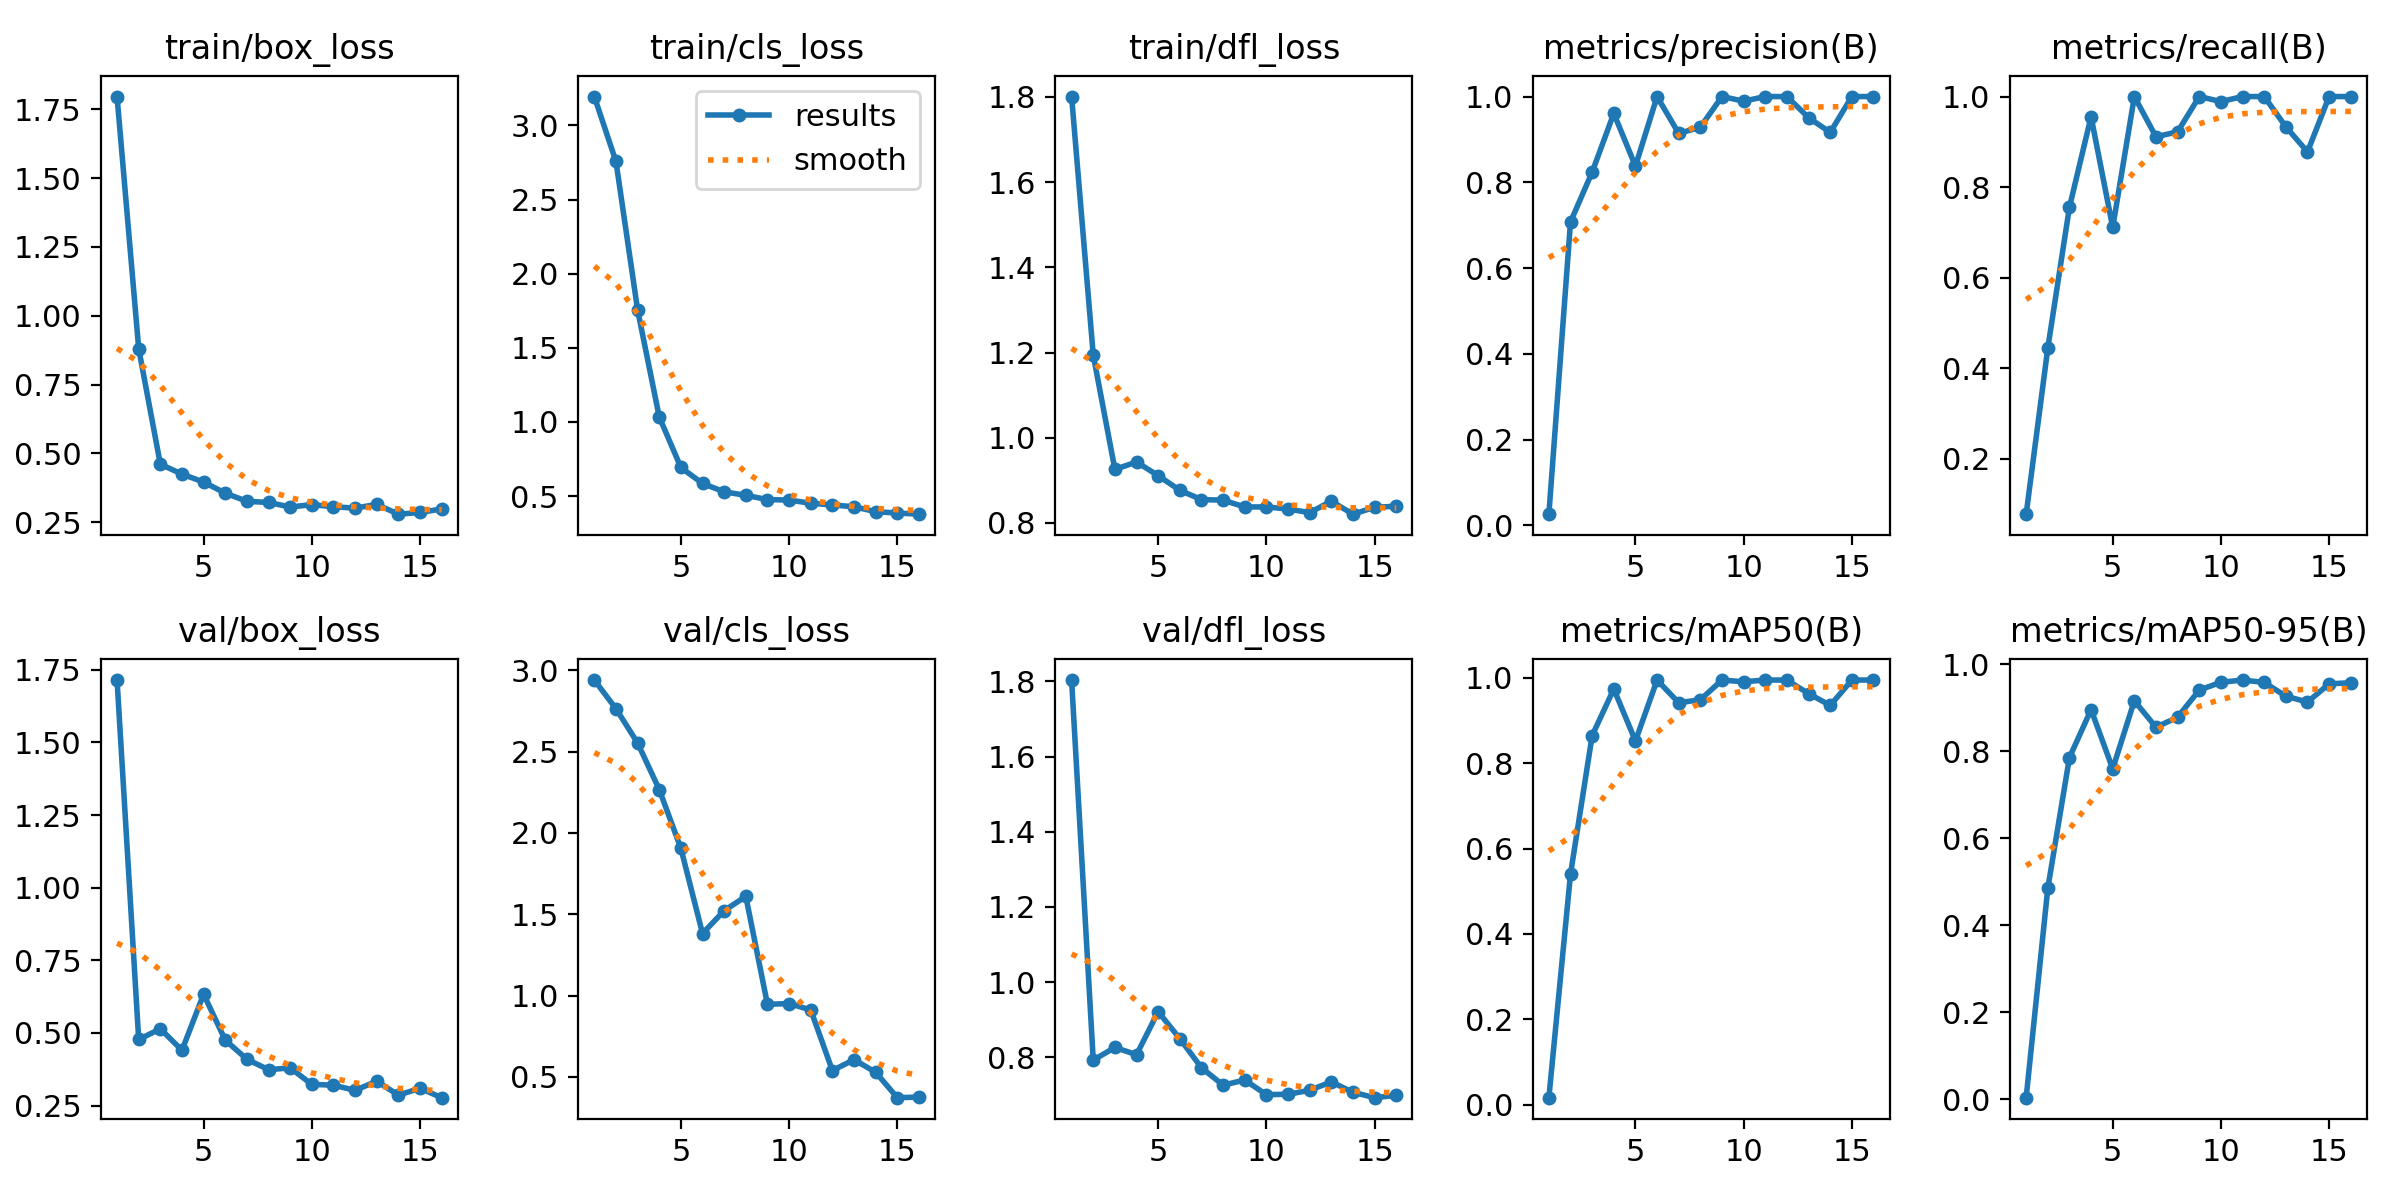 train/box_loss
1.75
1.50
1.25
1.00
0.75
0.50
0.25
5 10 15
train/cls_loss
results
smooth
3.0
2.5
2.0
1.5
1.0
0.5
5 10 15
train/dfl_loss
1.8
1.6
1.4
1.2
1.0
0.8
5 10 15
metrics/precision(B)
1.0
0.8
0.6
0.4
0.2
0.0
5 10 15
metrics/recall(B)
1.0
0.8
0.6
0.4
0.2
5 10 15
val/box_loss
1.75
1.50
1.25
1.00
0.75
0.50
0.25
5 10 15
val/cls_loss
3.0
2.5
2.0
1.5
1.0
0.5
5 10 15
val/dfl_loss
1.8
1.6
1.4
1.2
1.0
0.8
5 10 15
metrics/mAP50(B)
1.0
0.8
0.6
0.4
0.2
0.0
5 10 15
metrics/mAP50-95(B)
1.0
0.8
0.6
0.4
0.2
0.0
5 10 15